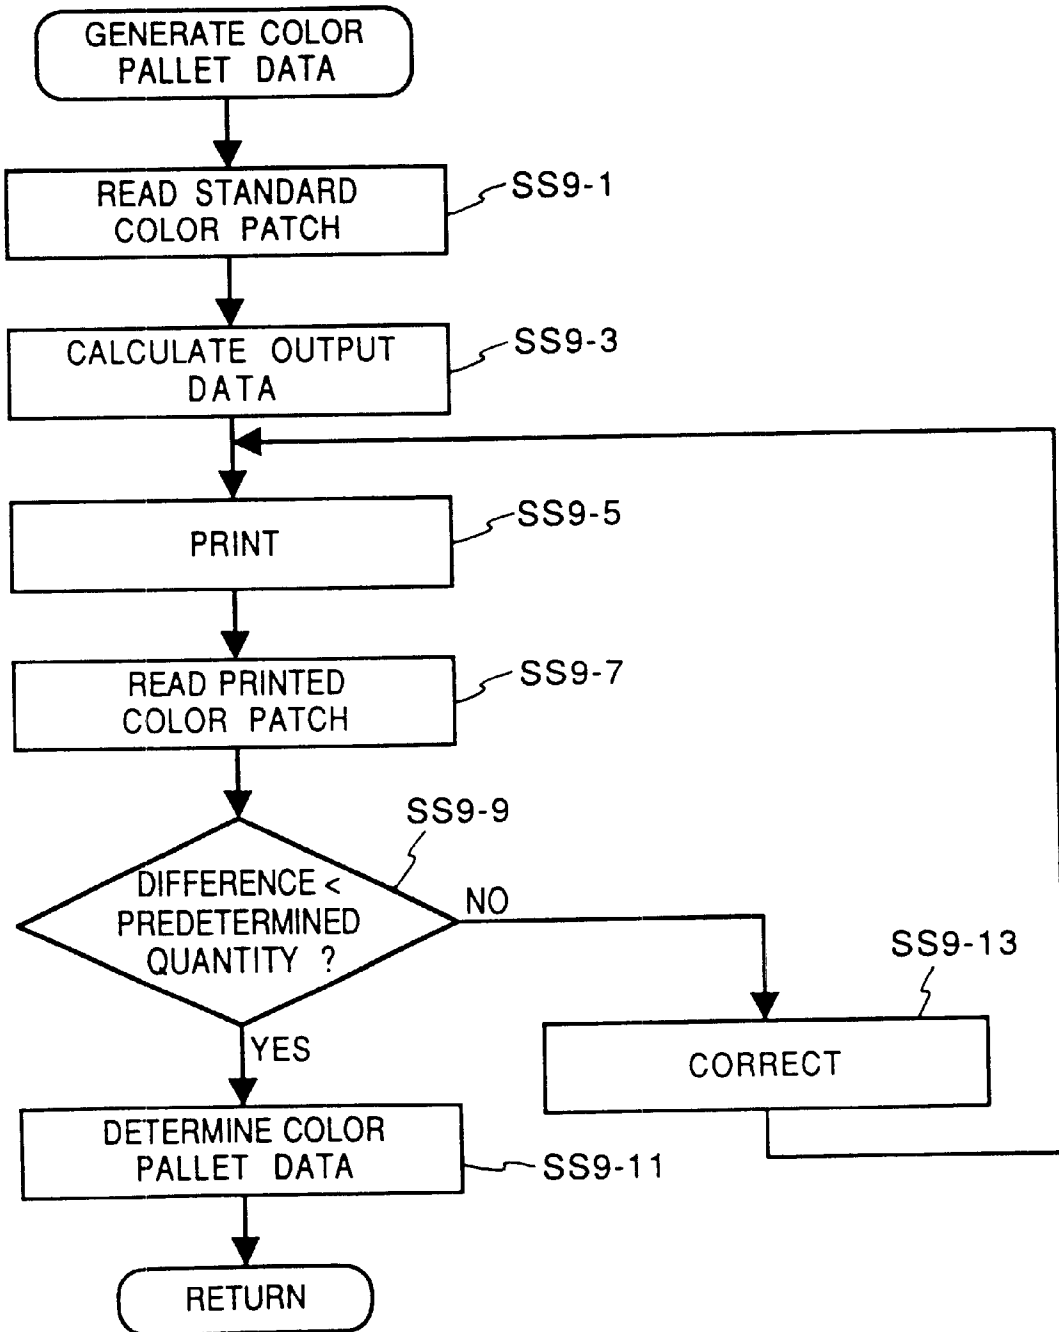 GENERATE COLOR
PALLET DATA
READ STANDARD
COLOR PATCH
SS9-1
CALCULATE OUTPUT
DATA
SS9-3
PRINT
SS9-5
READ PRINTED
COLOR PATCH
SS9-7
DIFFERENCE <
PREDETERMINED
QUANTITY ?
SS9-9
NO
YES
SS9-13
CORRECT
DETERMINE COLOR
PALLET DATA
SS9-11
RETURN